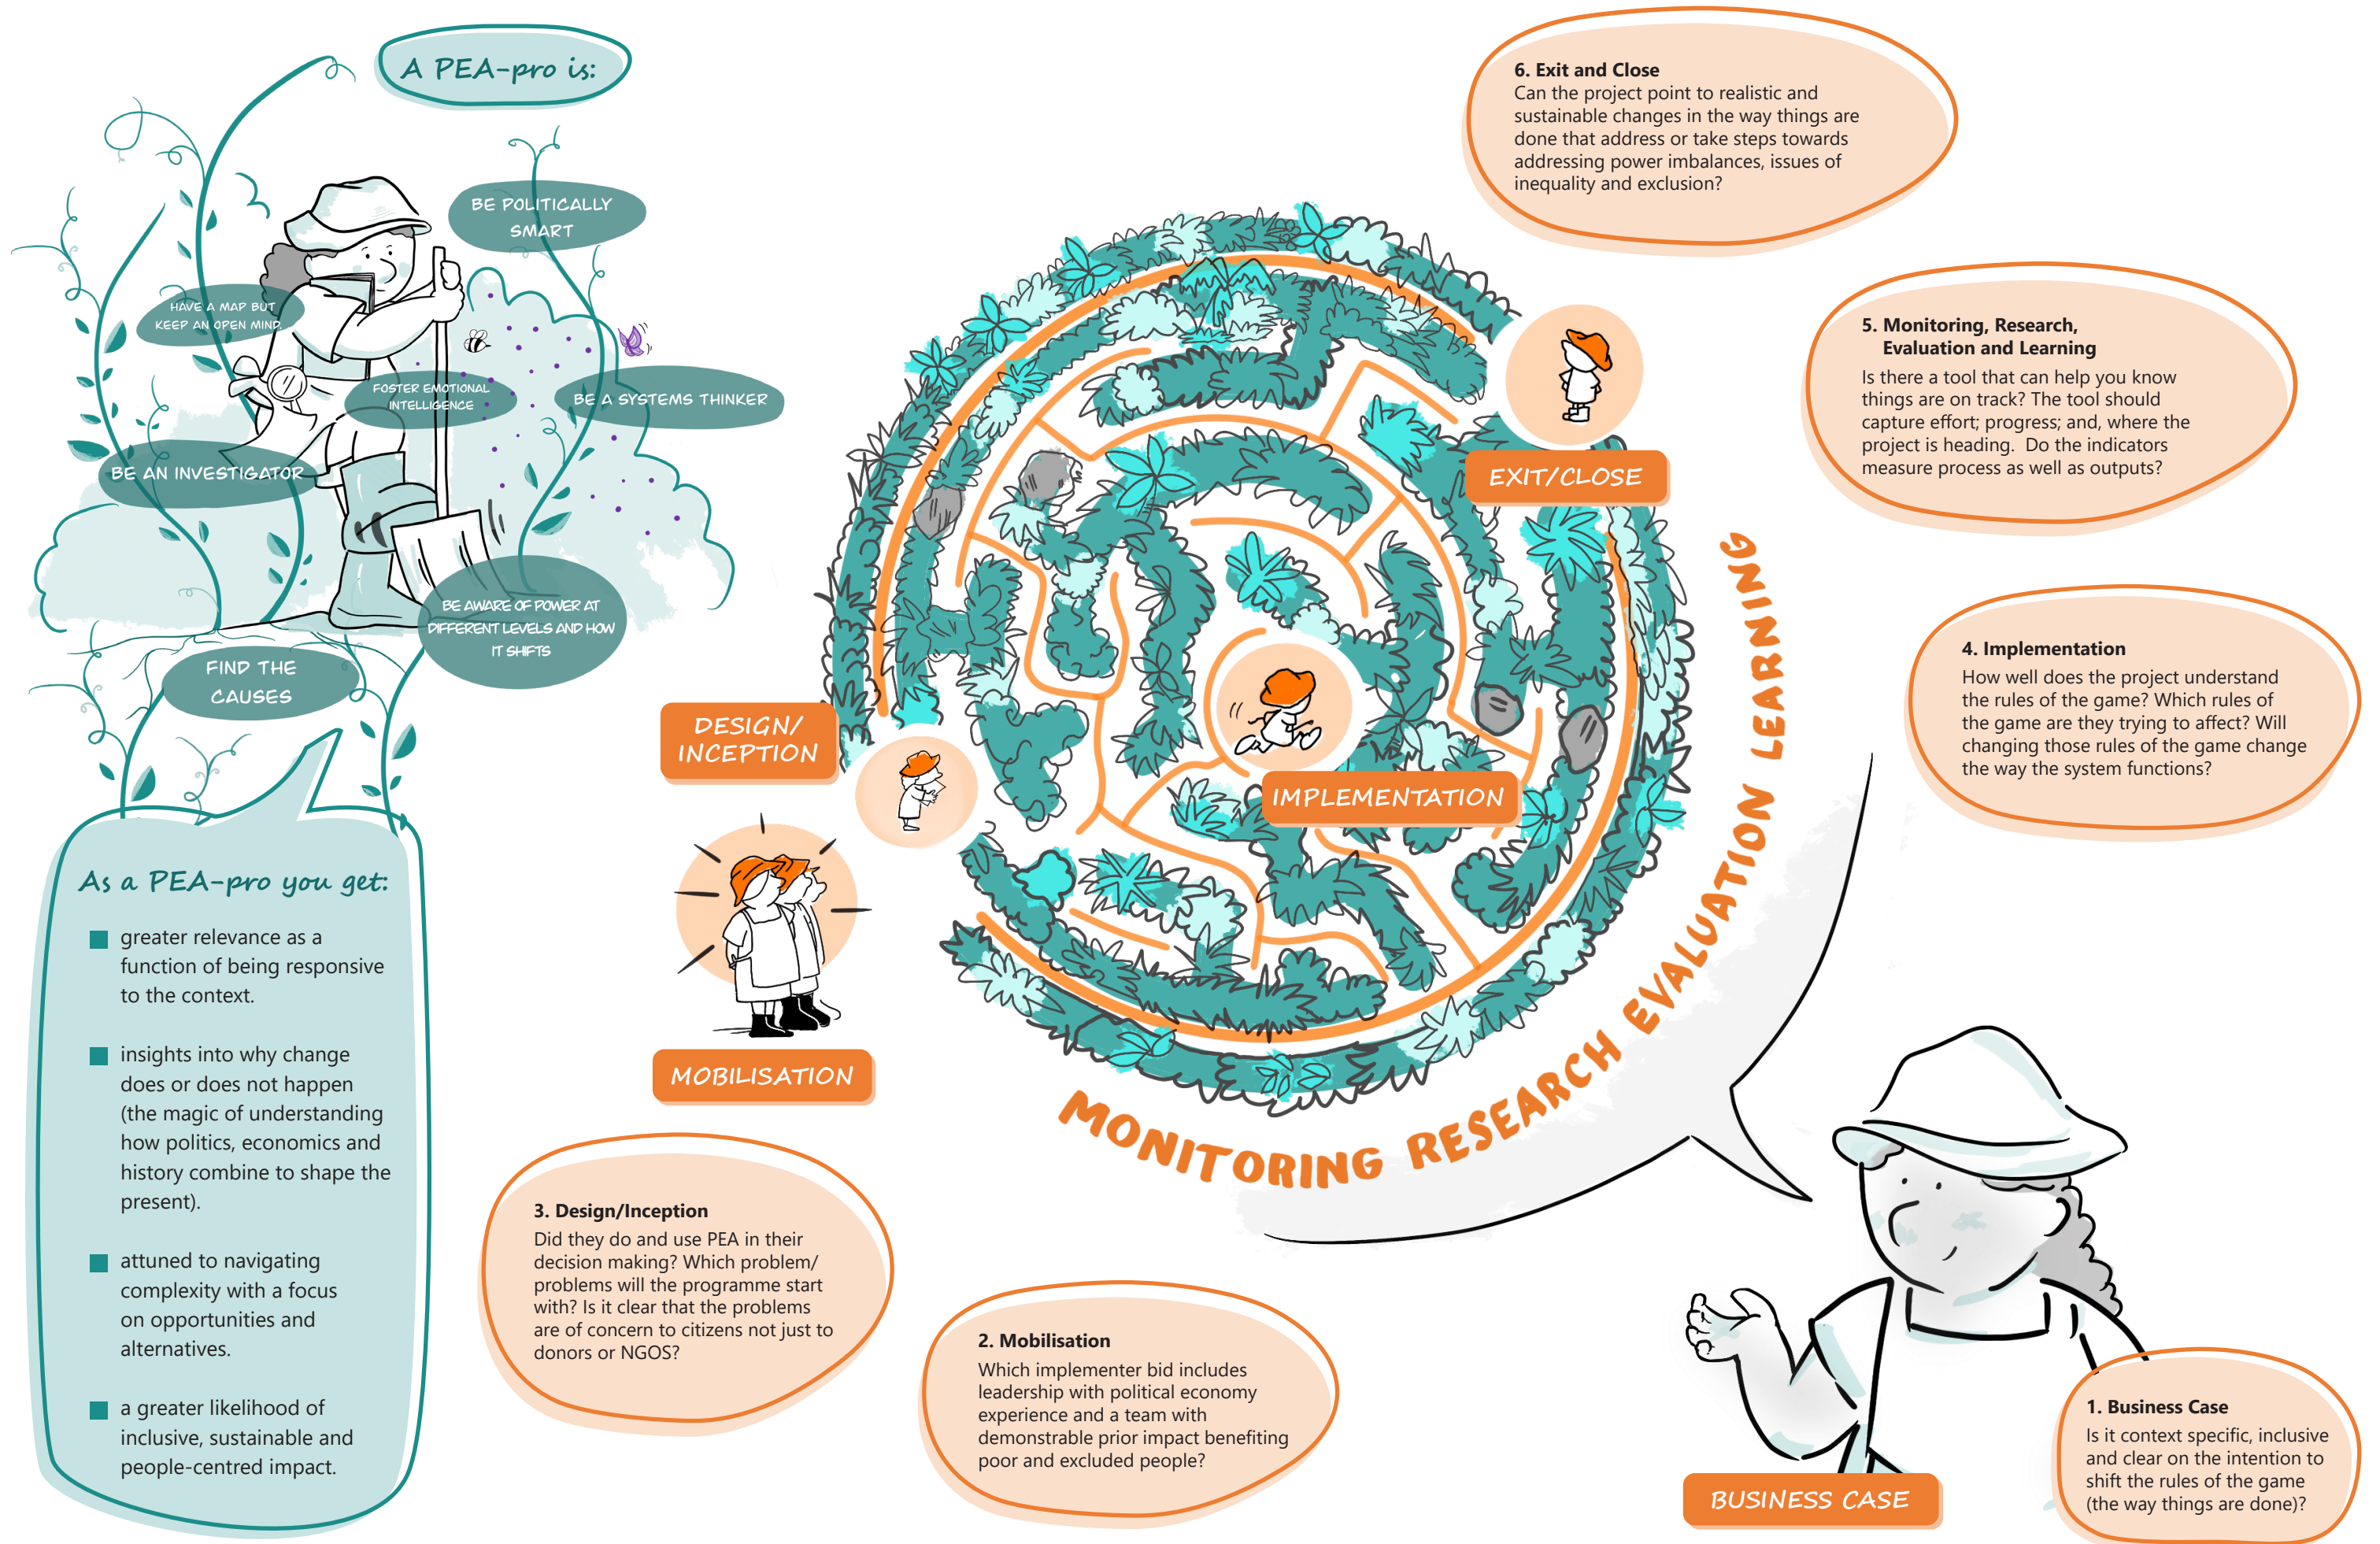 A PEA-pro is:
BE POLITICALLY
SMART
HAVE A MAP BUT
KEEP AN OPEN MIND.
FOSTER EMOTIONAL
INTELLIGENCE
BE A SYSTEMS THINKER
BE AN INVESTIGATOR
BE AWARE OF POWER AT
DIFFERENT LEVELS AND HOW
IT SHIFTS
FIND THE
CAUSES
As a PEA-pro you get:
greater relevance as a
function of being responsive
to the context.
insights into why change
does or does not happen
(the magic of understanding
how politics, economics and
history combine to shape the
present).
attuned to navigating
complexity with a focus
on opportunities and
alternatives.
a greater likelihood of
inclusive, sustainable and
people-centred impact.
DESIGN/
INCEPTION
MOBILISATION
IMPLEMENTATION
EXIT/CLOSE
MONITORING RESEARCH EVALUATION LEARNING
BUSINESS CASE
6. Exit and Close
Can the project point to realistic and
sustainable changes in the way things are
done that address or take steps towards
addressing power imbalances, issues of
inequality and exclusion?
5. Monitoring, Research,
Evaluation and Learning
Is there a tool that can help you know
things are on track? The tool should
capture effort; progress; and, where the
project is heading.  Do the indicators
measure process as well as outputs?
4. Implementation
How well does the project understand
the rules of the game? Which rules of
the game are they trying to affect? Will
changing those rules of the game change
the way the system functions?
3. Design/Inception
Did they do and use PEA in their
decision making? Which problem/
problems will the programme start
with? Is it clear that the problems
are of concern to citizens not just to
donors or NGOS?
2. Mobilisation
Which implementer bid includes
leadership with political economy
experience and a team with
demonstrable prior impact benefiting
poor and excluded people?
1. Business Case
Is it context specific, inclusive
and clear on the intention to
shift the rules of the game
(the way things are done)?